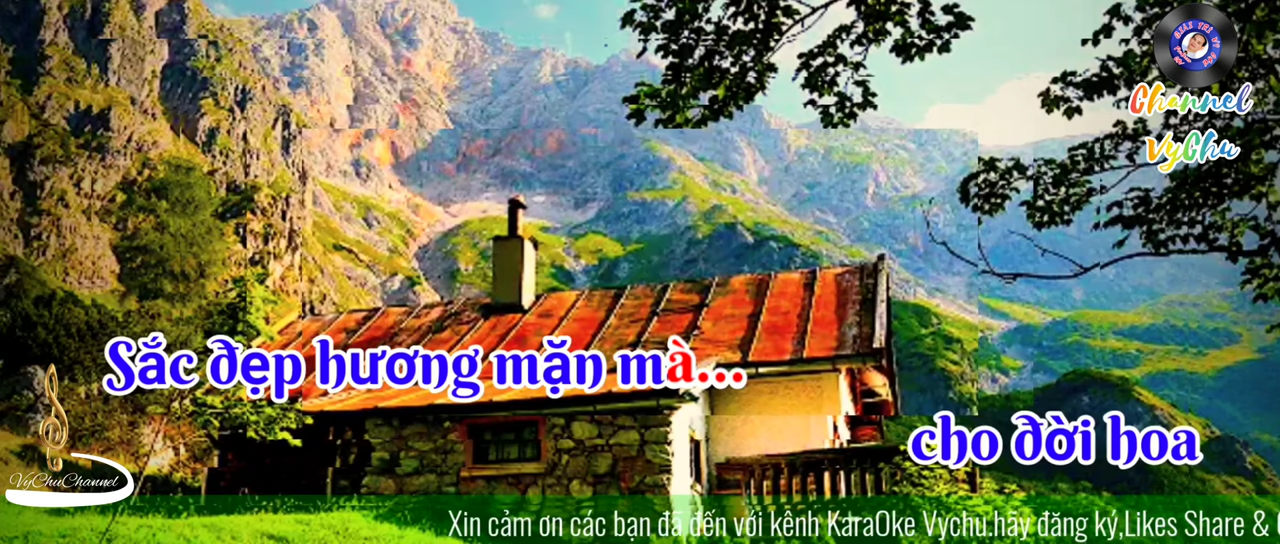 Channel
VyChu
Sắc đẹp hương mặn mà...
cho đời hoa
VyChuChannel
Xin cảm ơn các bạn đã đến với kênh KaraOke Vychu.hãy đăng ký,Likes Share &